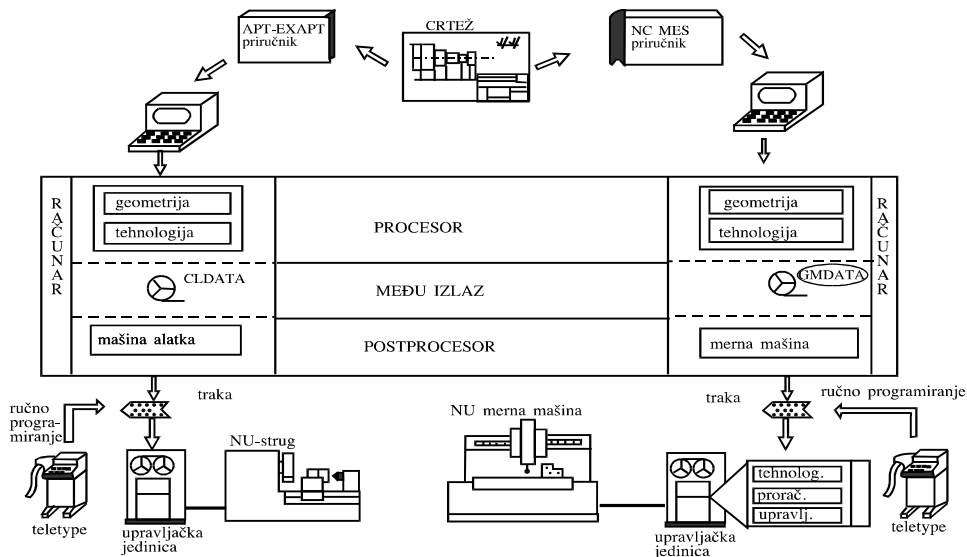 APT-EXAPT
priručnik
CRTEŽ
NC MES
priručnik
RAČUNAR
geometrija
tehnologija
CLDATA
mašina alatka
PROCESOR
MEĐU IZLAZ
POSTPROCESOR
geometrija
tehnologija
GMDATA
merna mašina
RAČUNAR
traka
ručno
progra-
miranje
traka
ručno programiranje
NU-strug
NU merna mašina
teletype
upravljačka
jedinica
upravljačka
jedinica
tehnolog.
prorač.
upravlj.
teletype